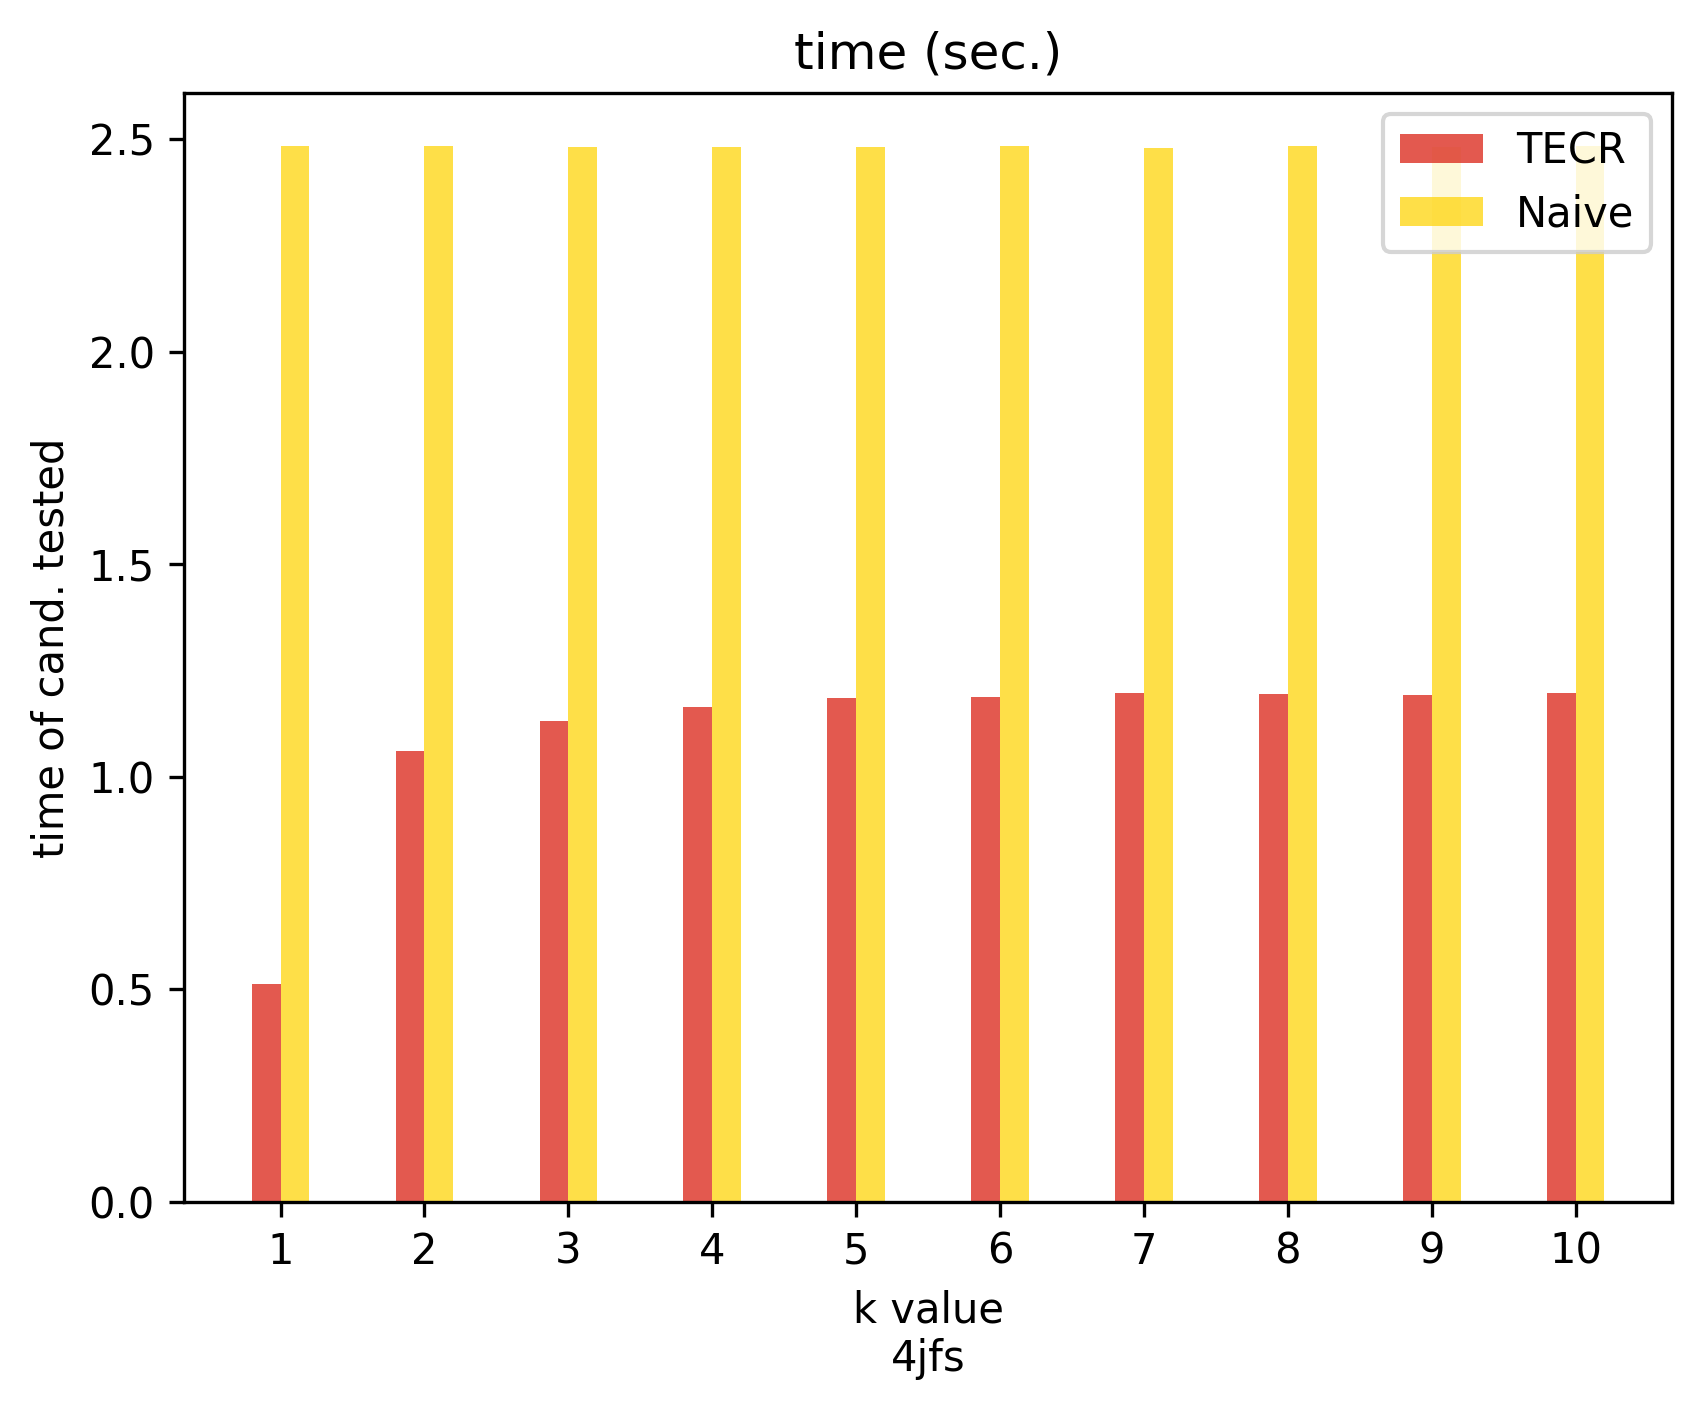 time (sec.)
TECR
Naive
time of cand. tested
2.5
2.0
1.5
1.0
0.5
0.0
1 2 3 4 5 6 7 8 9 10
k value
4jfs